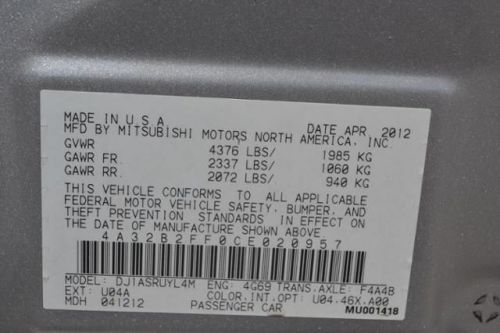 MADE IN U.S.A. DATE APR 2012
MFD BY MITSUBISHI MOTORS NORTH AMERICA, INC.
GVWR 4376 LBS/ 1985 KG
GAWR FR. 2337 LBS/ 1060 KG
GAWR RR. 2072 LBS/ 940 KG
THIS VEHICLE CONFORMS TO ALL APPLICABLE
FEDERAL MOTOR VEHICLE SAFETY, BUMPER, AND
THEFT PREVENTION STANDARDS IN EFFECT ON
THE DATE OF MANUFACTURE SHOWN ABOVE.
4A32B2FF0CE020957
MODEL: DJ1ASRUYL4M ENG: 4G69 TRANS.AXLE: F4A4B
EXT: U04A COLOR.INT.OPT: U04.46X.A00
MDH 041212 PASSENGER CAR MU001418